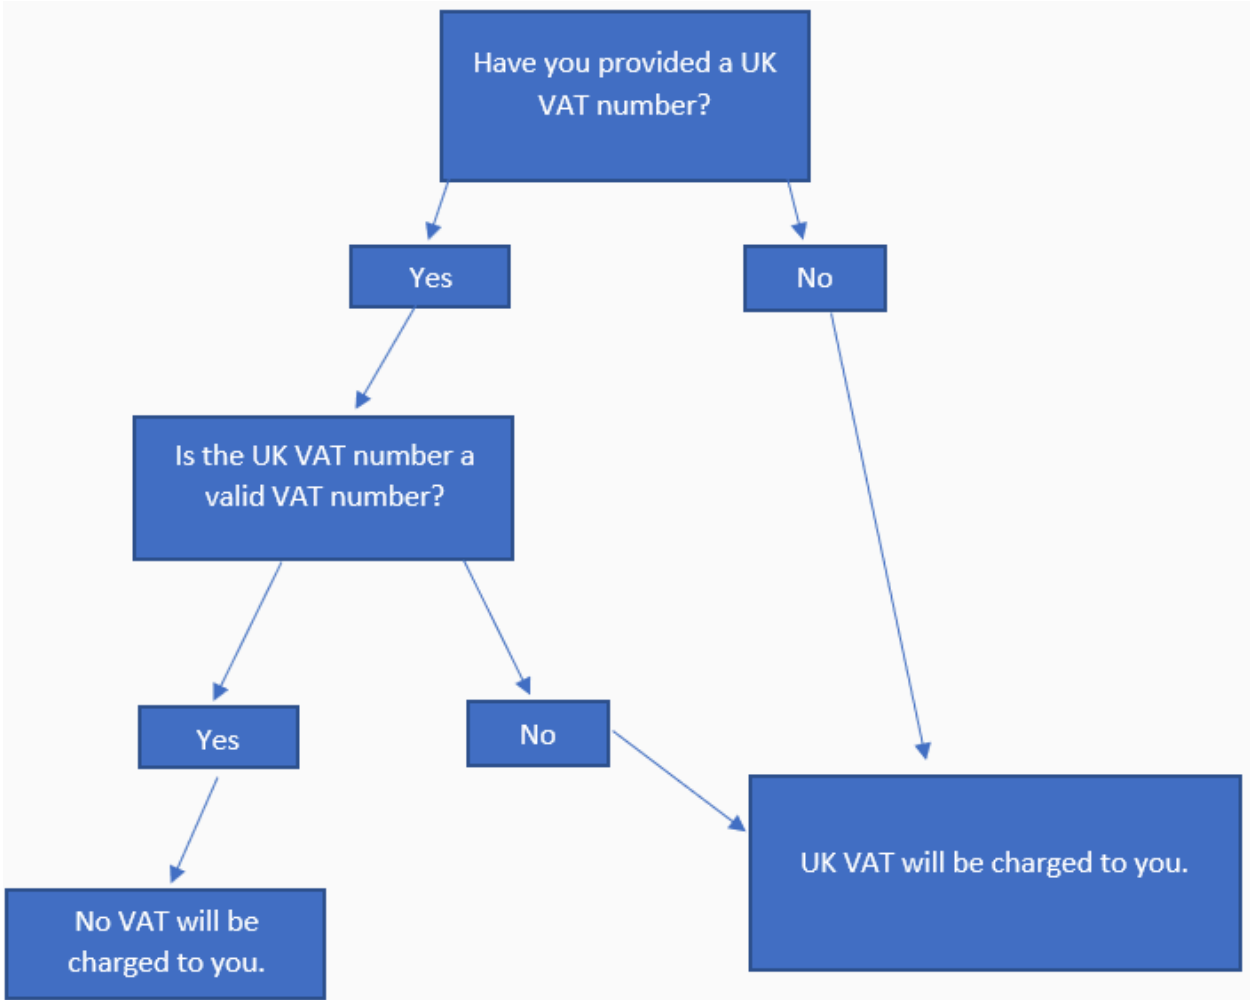 Have you provided a UK
VAT number?
Yes
No
Is the UK VAT number a
valid VAT number?
Yes
No
UK VAT will be charged to you.
No VAT will be
charged to you.